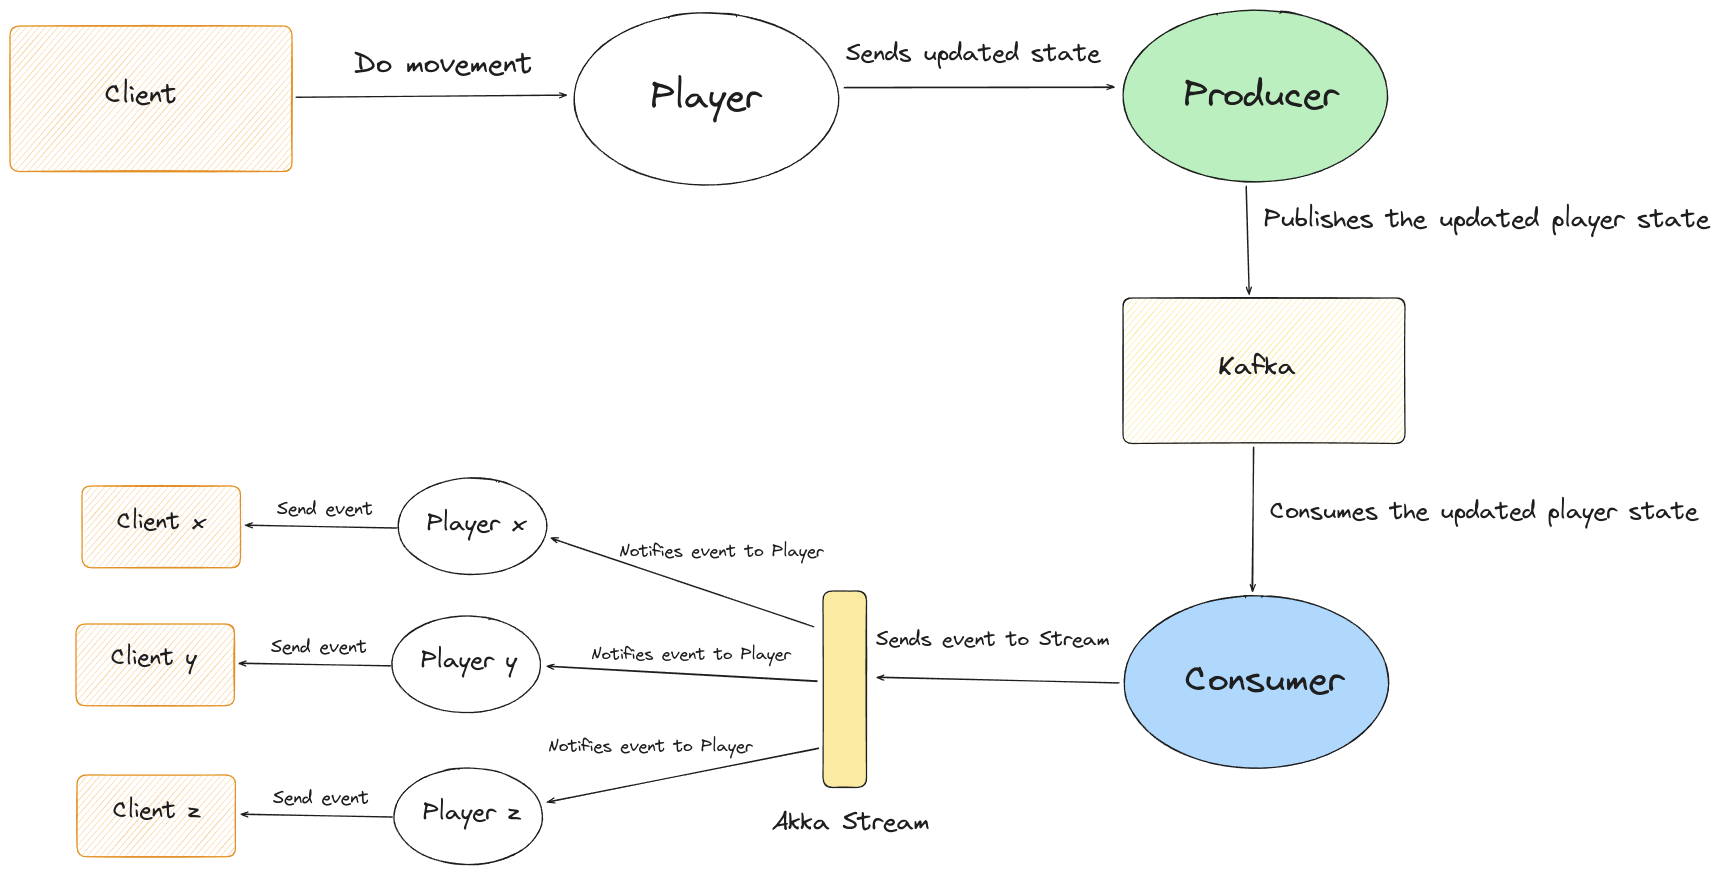 Client
Do movement
Player
Sends updated state
Producer
Publishes the updated player state
Kafka
Consumes the updated player state
Consumer
Sends event to Stream
Akka Stream
Notifies event to Player
Player x
Send event
Client x
Notifies event to Player
Player y
Send event
Client y
Notifies event to Player
Player z
Send event
Client z